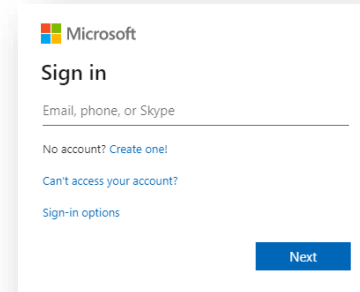 Microsoft
Sign in
Email, phone, or Skype
No account? Create one!
Can't access your account?
Sign-in options
Next